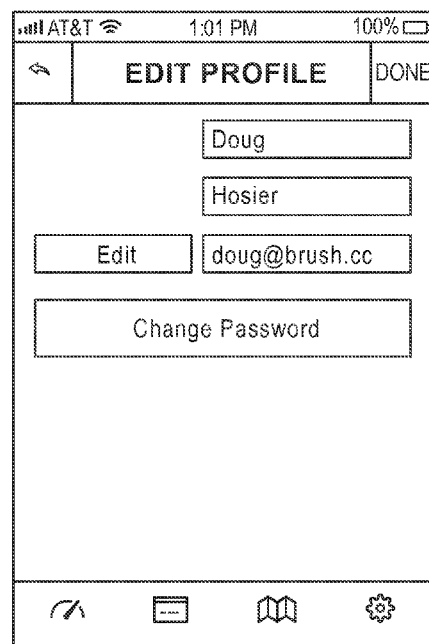 AT&T 1:01 PM 100%
EDIT PROFILE DONE
Doug
Hosier
Edit doug@brush.cc
Change Password